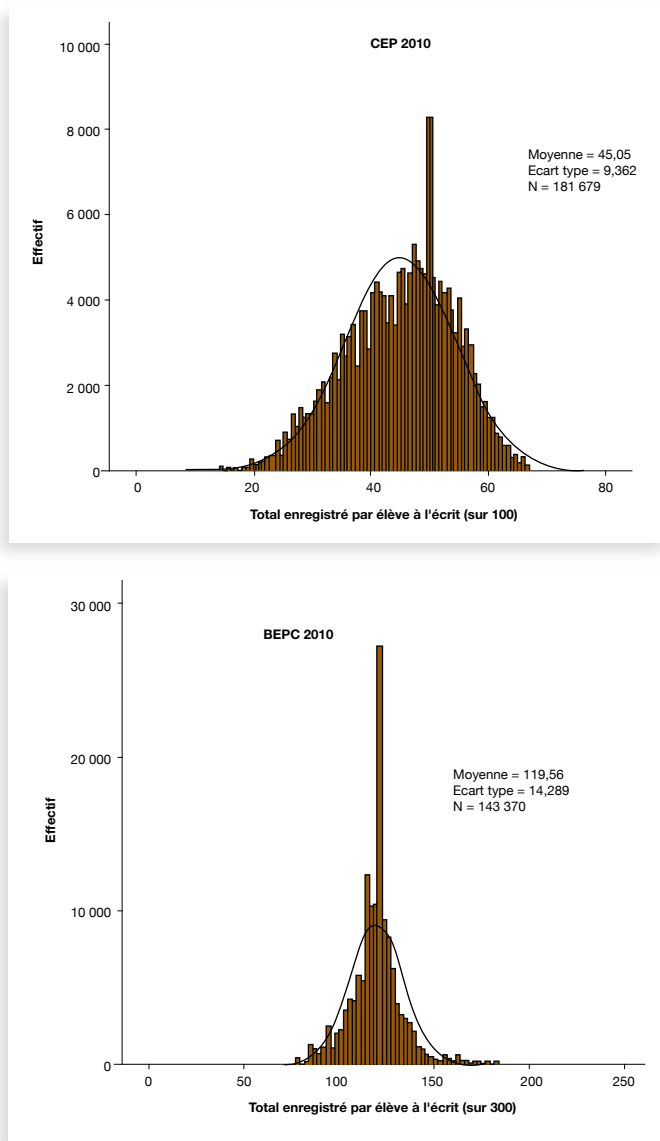 CEP 2010
10 000
8 000
6 000
4 000
2 000
0
Effectif
Moyenne = 45,05
Ecart type = 9,362
N = 181 679
0 20 40 60 80
Total enregistré par élève à l'écrit (sur 100)
BEPC 2010
30 000
20 000
10 000
0
Effectif
Moyenne = 119,56
Ecart type = 14,289
N = 143 370
0 50 100 150 200 250
Total enregistré par élève à l'écrit (sur 300)